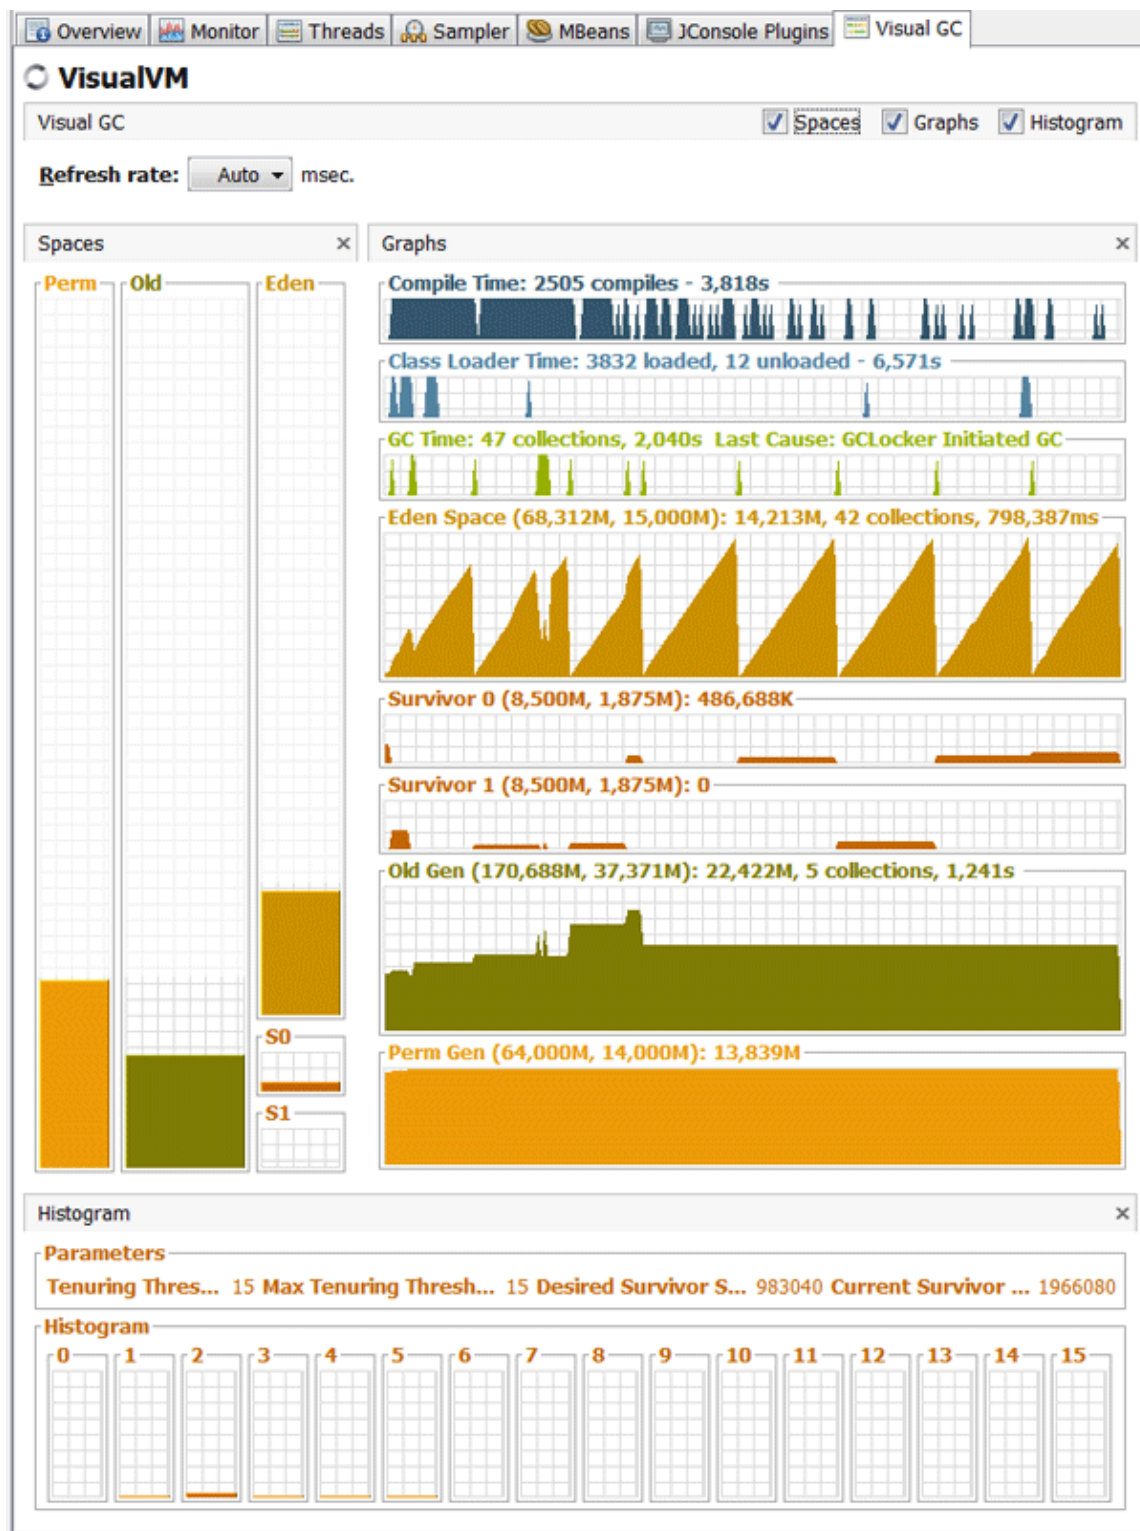 Overview Monitor Threads Sampler MBeans JConsole Plugins Visual GC
VisualVM
Visual GC Spaces Graphs Histogram
Refresh rate: Auto msec.
Spaces
Perm Old Eden
S0
S1
Graphs
Compile Time: 2505 compiles - 3,818s
Class Loader Time: 3832 loaded, 12 unloaded - 6,571s
GC Time: 47 collections, 2,040s Last Cause: GCLocker Initiated GC
Eden Space (68,312M, 15,000M): 14,213M, 42 collections, 798,387ms
Survivor 0 (8,500M, 1,875M): 486,688K
Survivor 1 (8,500M, 1,875M): 0
Old Gen (170,688M, 37,371M): 22,422M, 5 collections, 1,241s
Perm Gen (64,000M, 14,000M): 13,839M
Histogram
Parameters
Tenuring Thres... 15 Max Tenuring Thresh... 15 Desired Survivor S... 983040 Current Survivor ... 1966080
Histogram
0 1 2 3 4 5 6 7 8 9 10 11 12 13 14 15